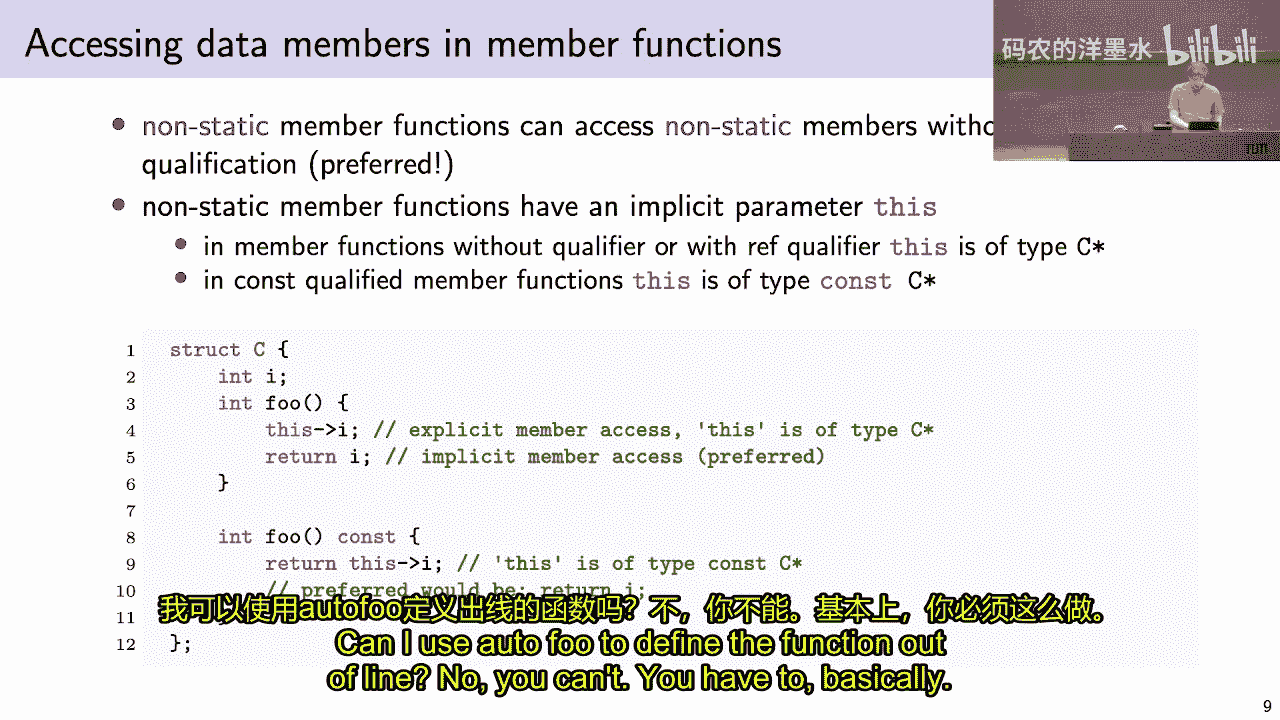 Accessing data members in member functions
码农的洋墨水 bilibili
• non-static member functions can access non-static members
qualification (preferred!)
• non-static member functions have an implicit parameter this
• in member functions without qualifier or with ref qualifier this is of type C*
• in const qualified member functions this is of type const C*
1 struct C {
2 int i;
3 int foo() {
4 this->i; // explicit member access, 'this' is of type C*
5 return i; // implicit member access (preferred)
6 }
7
8 int foo() const {
9 return this->i; // 'this' is of type const C*
10 // preferred would be: return i;
11
12 };
我可以使用autofoo定义出线的函数吗？不，你不能。基本上，你必须这么做。
Can I use auto foo to define the function out
of line? No, you can't. You have to, basically.
9